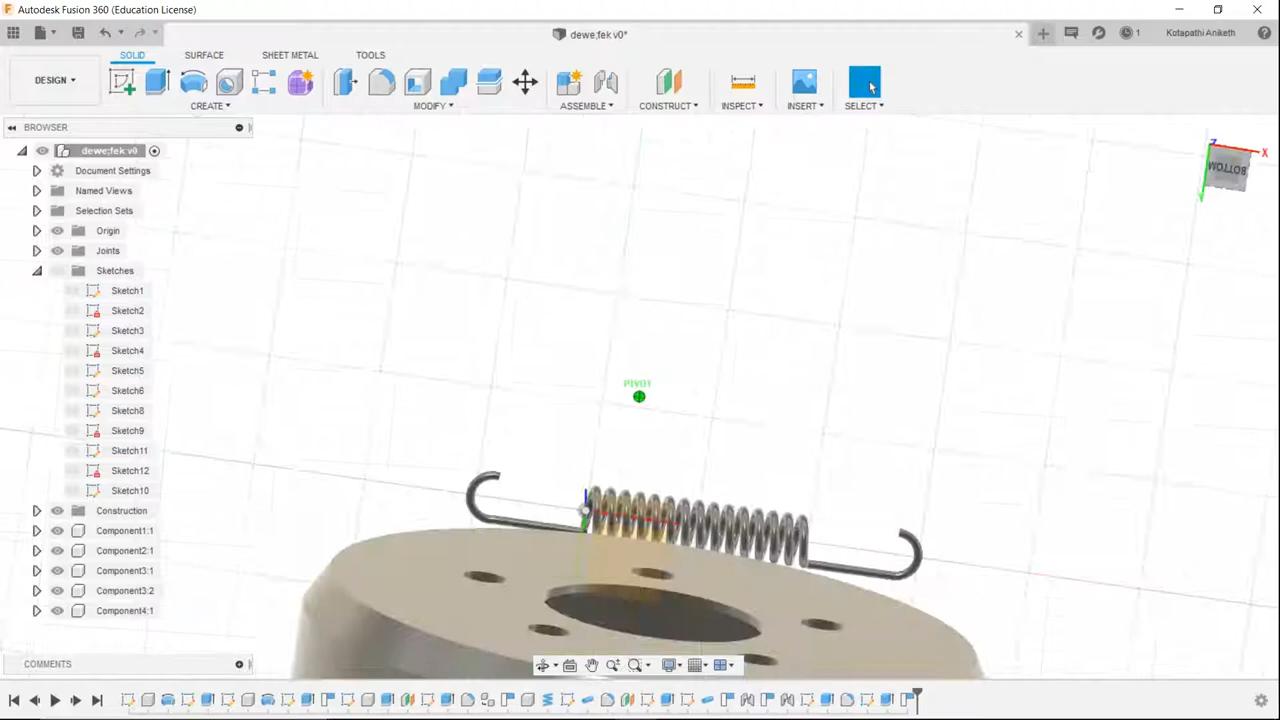 Autodesk Fusion 360 (Education License)
dewe;fek v0*
1
Kotapathi Aniketh
DESIGN
SOLID
SURFACE
SHEET METAL
TOOLS
CREATE
MODIFY
ASSEMBLE
CONSTRUCT
INSPECT
INSERT
SELECT
BROWSER
dewe;fek v0
Document Settings
Named Views
Selection Sets
Origin
Joints
Sketches
Sketch1
Sketch2
Sketch3
Sketch4
Sketch5
Sketch6
Sketch8
Sketch9
Sketch11
Sketch12
Sketch10
Construction
Component1:1
Component2:1
Component3:1
Component3:2
Component4:1
PIVOT
Z
X
BOTTOM
COMMENTS